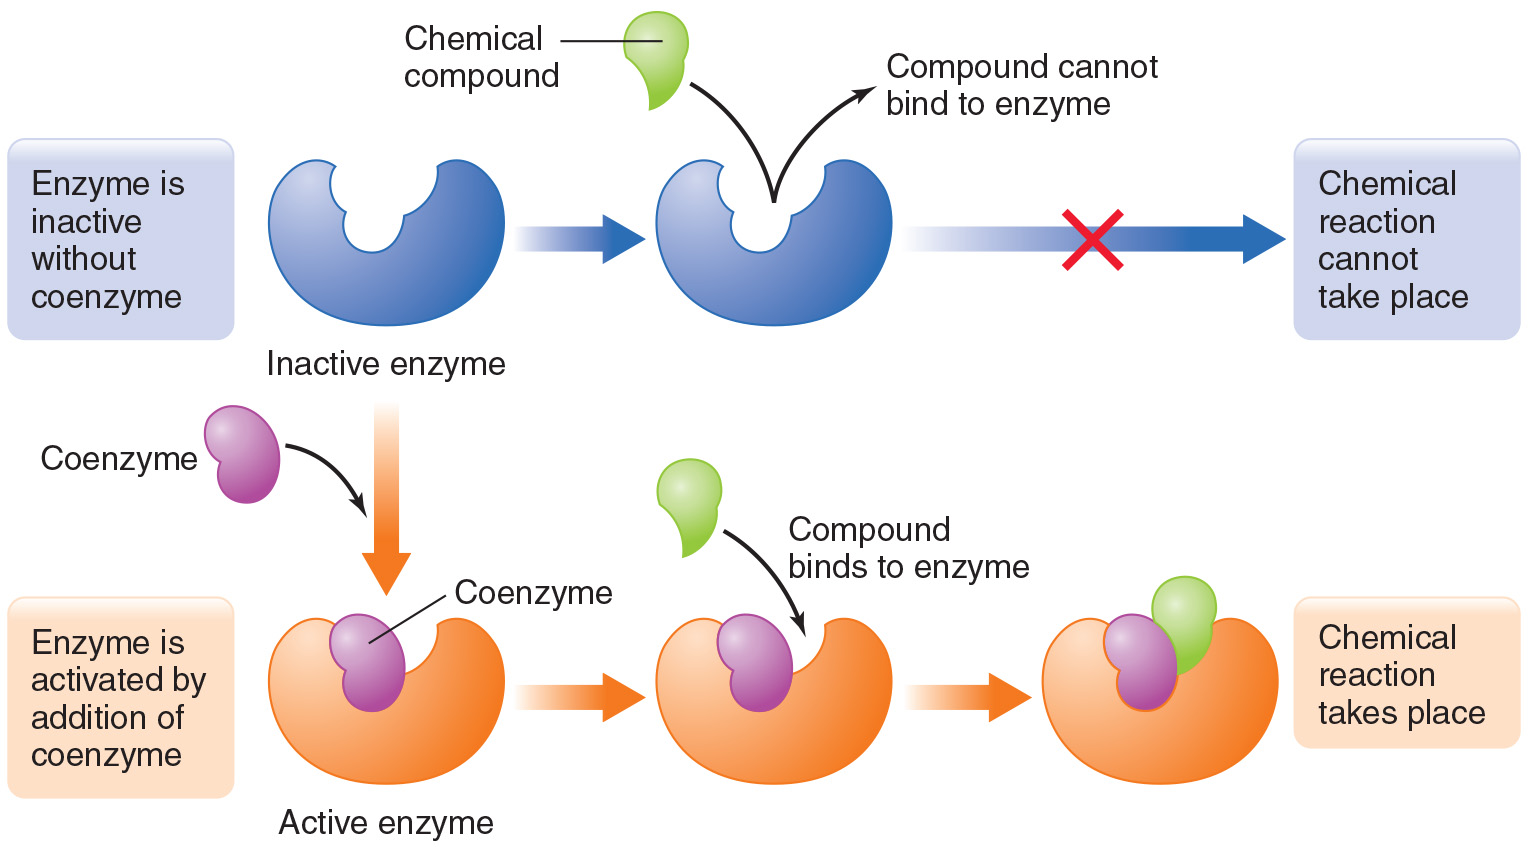 Chemical
compound
Compound cannot
bind to enzyme
Enzyme is
inactive
without
coenzyme
Chemical
reaction
cannot
take place
Inactive enzyme
Coenzyme
Compound
binds to enzyme
Coenzyme
Enzyme is
activated by
addition of
coenzyme
Chemical
reaction
takes place
Active enzyme